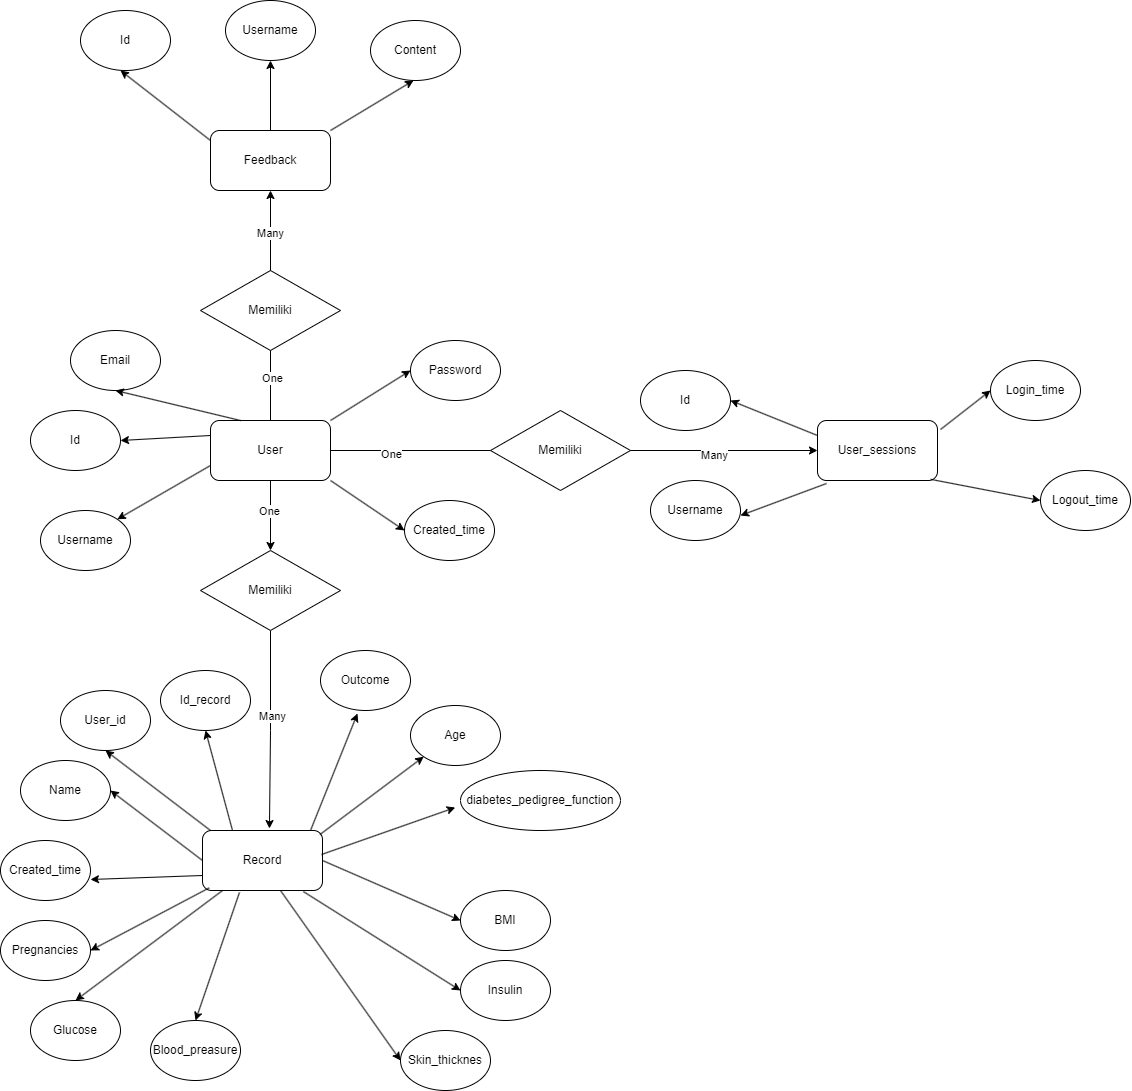 Id
Username
Content
Feedback
Many
Memiliki
One
Email
Password
Id
User
Username
Created_time
One
Memiliki
Many
Id
Login_time
User_sessions
Username
Logout_time
One
Memiliki
Many
Outcome
Id_record
User_id
Age
Name
diabetes_pedigree_function
Record
Created_time
BMI
Pregnancies
Insulin
Glucose
Blood_preasure
Skin_thicknes